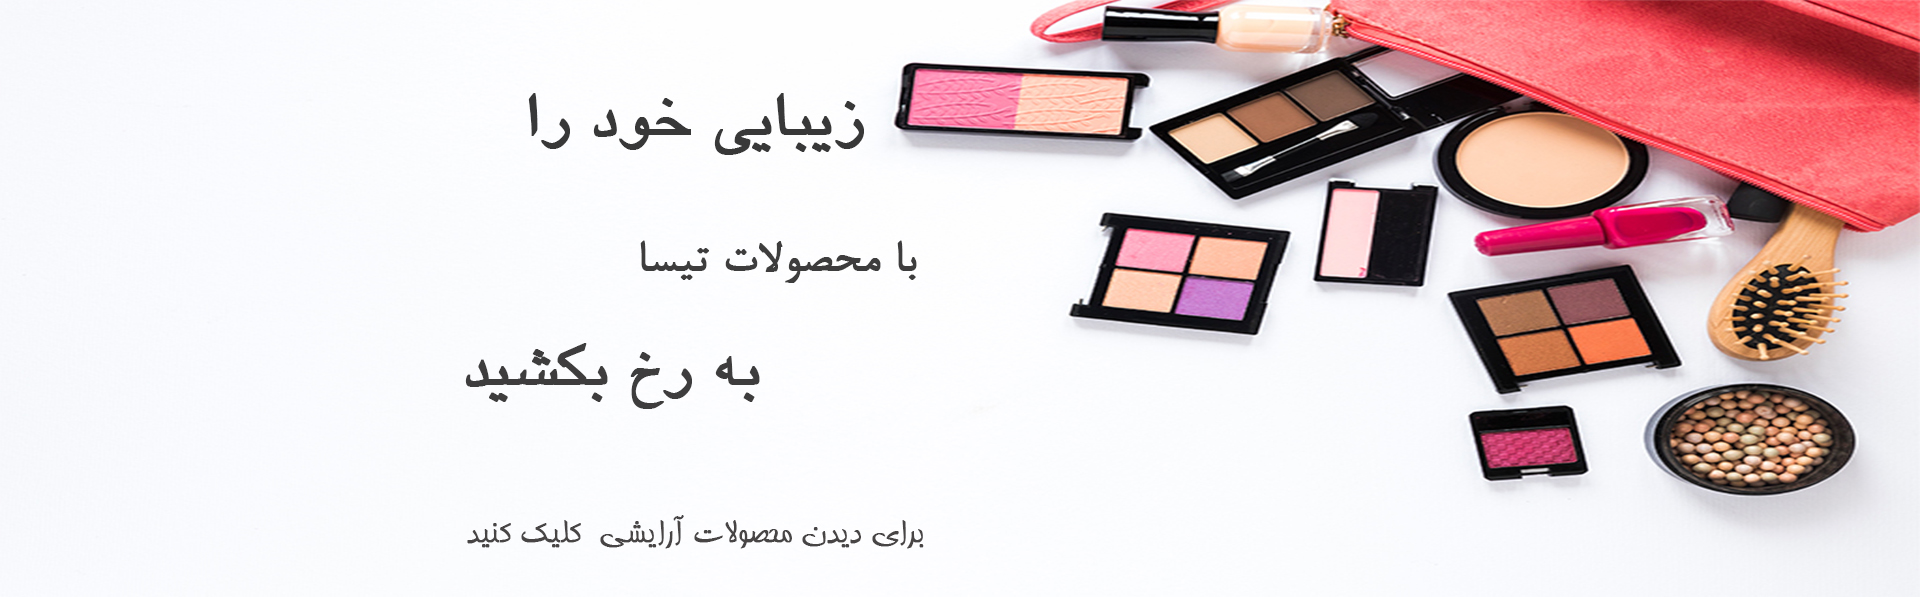 زیبایی خود را
با محصولات تیسا
به رخ بکشید
برای دیدن محصولات آرایشی کلیک کنید